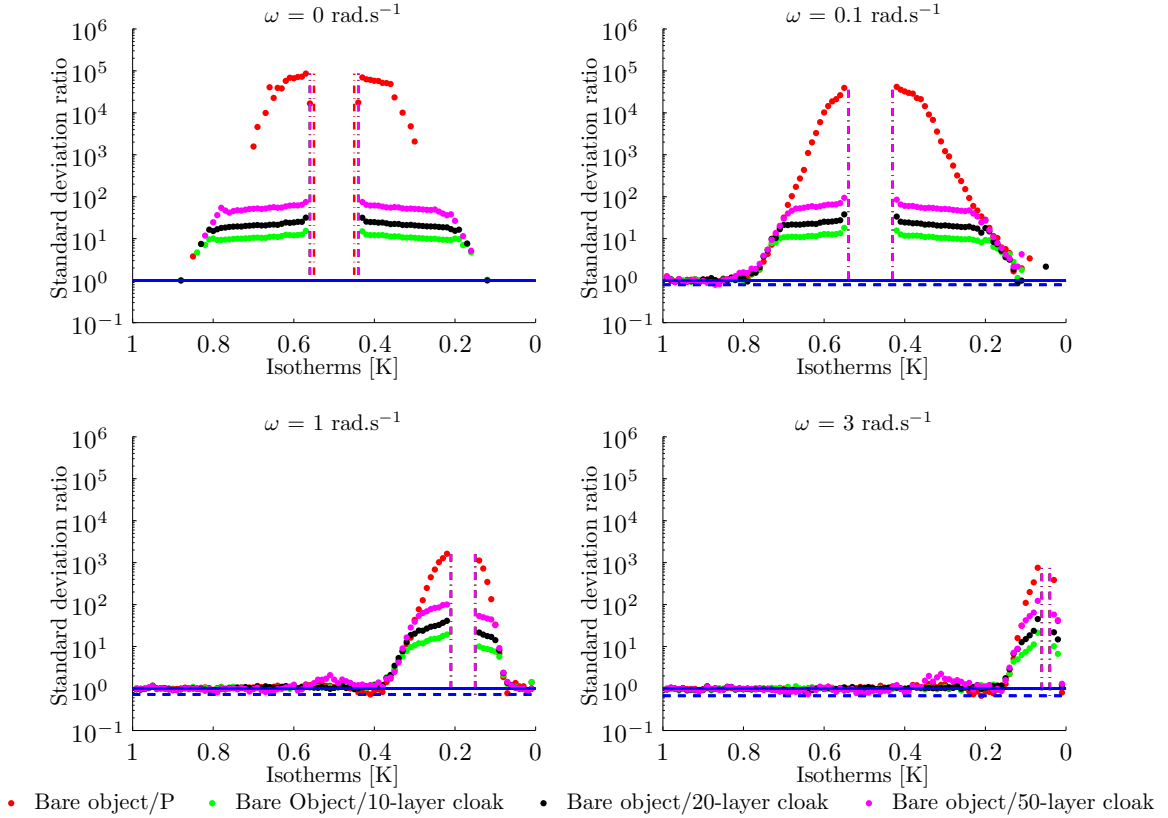 ω = 0 rad.s⁻¹
Standard deviation ratio
10⁶
10⁵
10⁴
10³
10²
10¹
10⁰
10⁻¹
1 0.8 0.6 0.4 0.2 0
Isotherms [K]
ω = 0.1 rad.s⁻¹
Standard deviation ratio
10⁶
10⁵
10⁴
10³
10²
10¹
10⁰
10⁻¹
1 0.8 0.6 0.4 0.2 0
Isotherms [K]
ω = 1 rad.s⁻¹
Standard deviation ratio
10⁶
10⁵
10⁴
10³
10²
10¹
10⁰
10⁻¹
1 0.8 0.6 0.4 0.2 0
Isotherms [K]
ω = 3 rad.s⁻¹
Standard deviation ratio
10⁶
10⁵
10⁴
10³
10²
10¹
10⁰
10⁻¹
1 0.8 0.6 0.4 0.2 0
Isotherms [K]
Bare object/P Bare Object/10-layer cloak Bare object/20-layer cloak Bare object/50-layer cloak